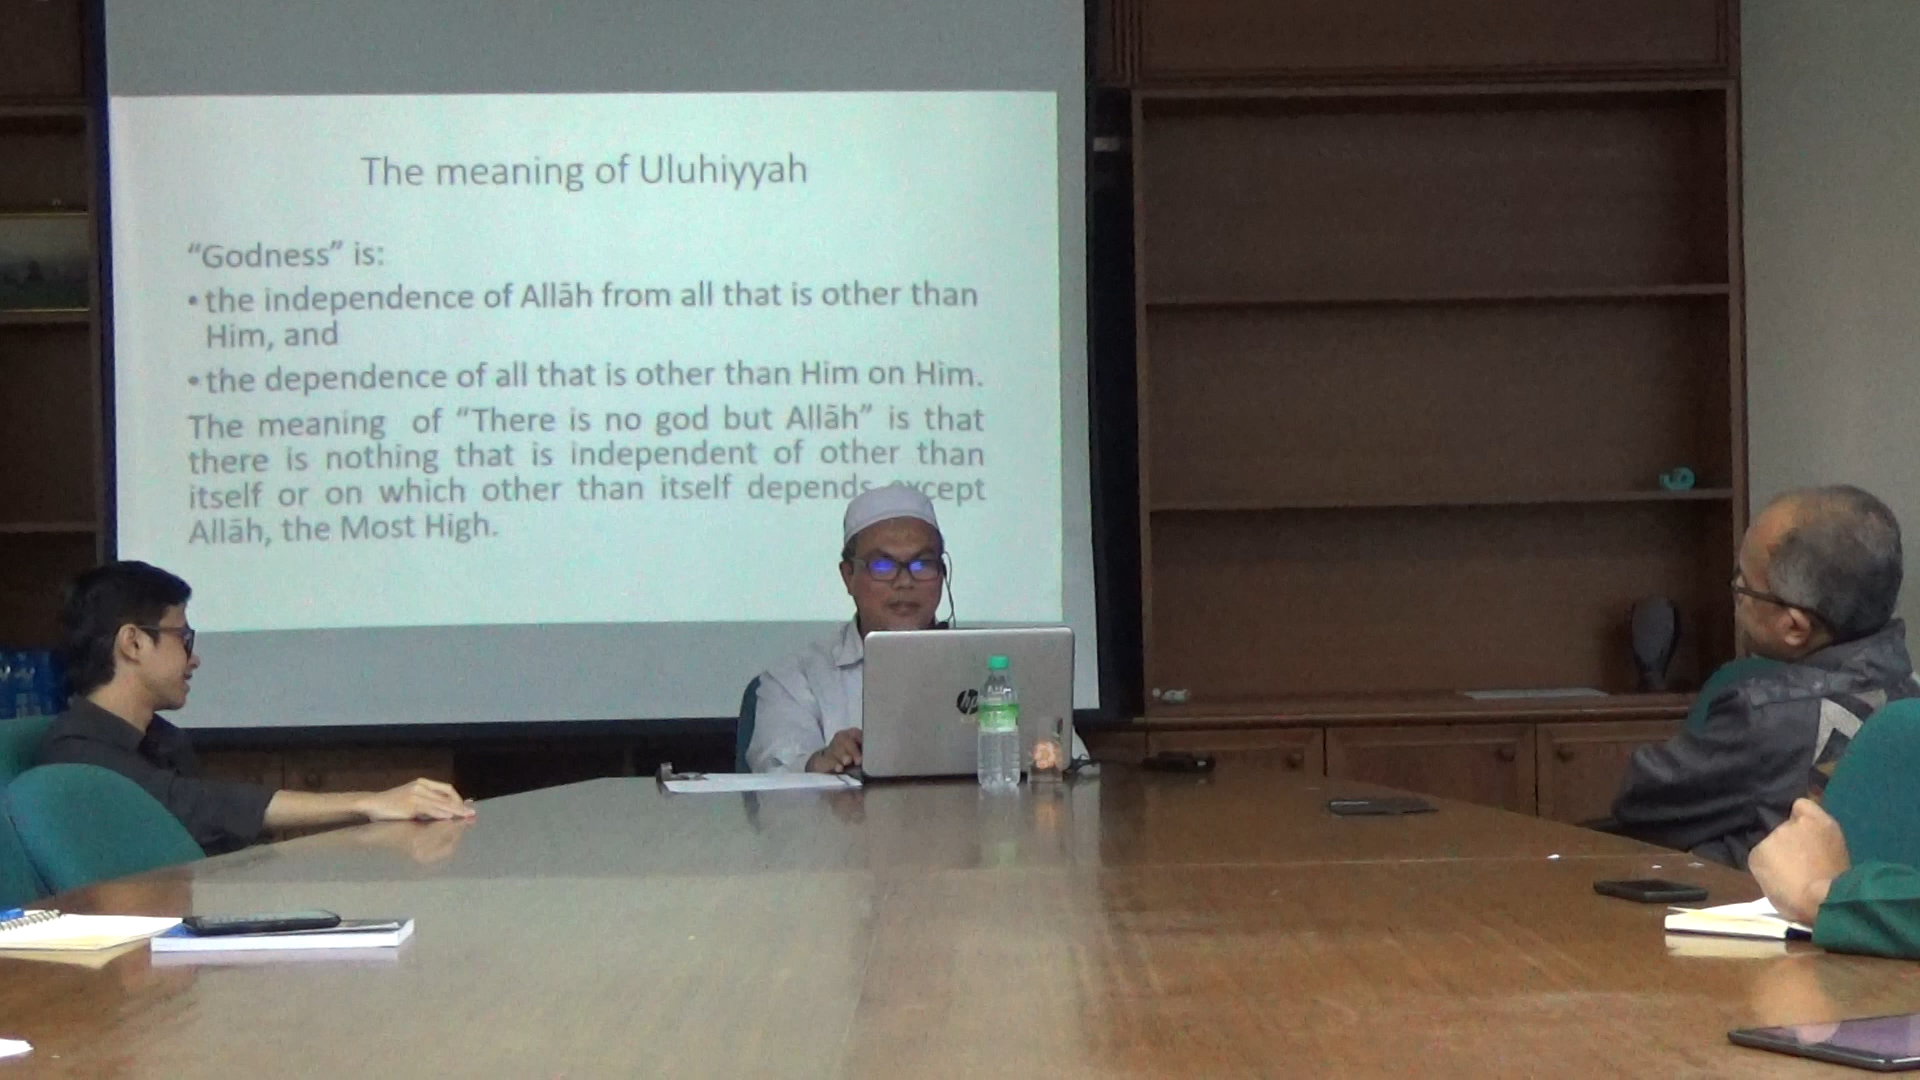 The meaning of Uluhiyyah
“Godness” is:
• the independence of Allāh from all that is other than
Him, and
• the dependence of all that is other than Him on Him.
The meaning of “There is no god but Allāh” is that
there is nothing that is independent of other than
itself or on which other than itself depends except
Allāh, the Most High.
hp